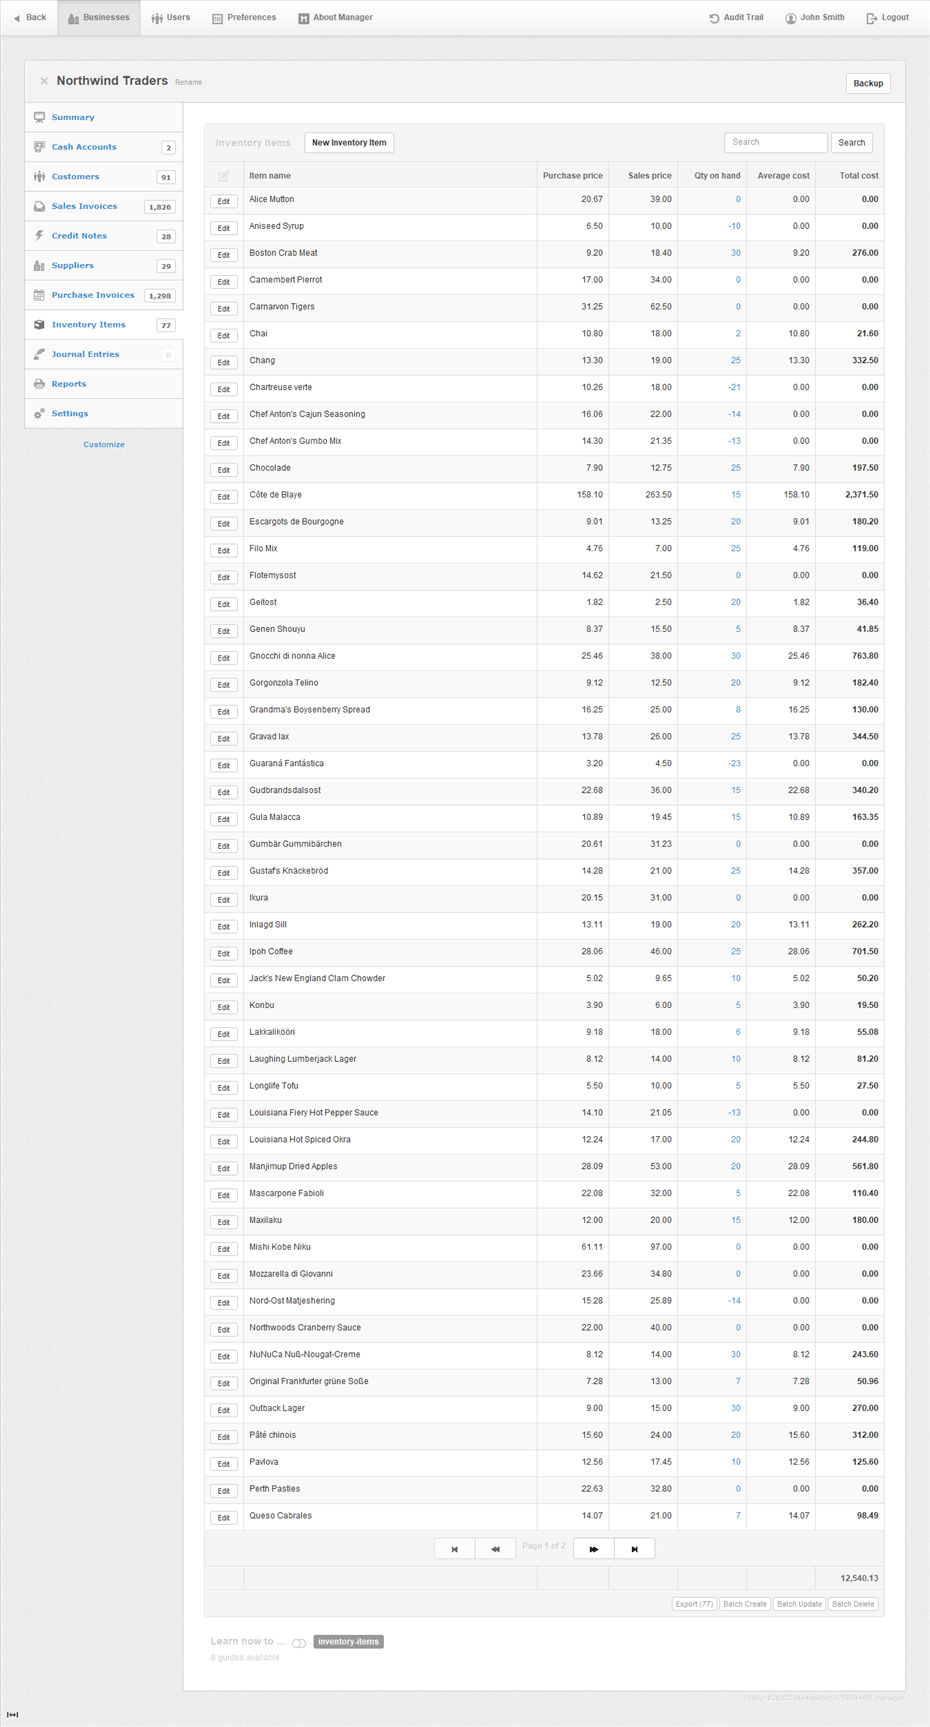 Back Businesses Users Preferences About Manager Audit Trail John Smith Logout
Northwind Traders Rename Backup
Summary
Cash Accounts 2
Customers 91
Sales Invoices 1,826
Credit Notes 28
Suppliers 29
Purchase Invoices 1,298
Inventory Items 77
Journal Entries 0
Reports
Settings
Customize
Inventory Items New Inventory Item Search Search
Item name Purchase price Sales price Qty on hand Average cost Total cost
Edit Alice Mutton 20.67 39.00 0 0.00 0.00
Edit Aniseed Syrup 6.50 10.00 -10 0.00 0.00
Edit Boston Crab Meat 9.20 18.40 30 9.20 276.00
Edit Camembert Pierrot 17.00 34.00 0 0.00 0.00
Edit Carnarvon Tigers 31.25 62.50 0 0.00 0.00
Edit Chai 10.80 18.00 2 10.80 21.60
Edit Chang 13.30 19.00 25 13.30 332.50
Edit Chartreuse verte 10.26 18.00 -21 0.00 0.00
Edit Chef Anton's Cajun Seasoning 16.06 22.00 -14 0.00 0.00
Edit Chef Anton's Gumbo Mix 14.30 21.35 -13 0.00 0.00
Edit Chocolade 7.90 12.75 25 7.90 197.50
Edit Côte de Blaye 158.10 263.50 15 158.10 2,371.50
Edit Escargots de Bourgogne 9.01 13.25 20 9.01 180.20
Edit Filo Mix 4.76 7.00 25 4.76 119.00
Edit Flotemysost 14.62 21.50 0 0.00 0.00
Edit Geitost 1.82 2.50 20 1.82 36.40
Edit Genen Shouyu 8.37 15.50 5 8.37 41.85
Edit Gnocchi di nonna Alice 25.46 38.00 30 25.46 763.80
Edit Gorgonzola Telino 9.12 12.50 20 9.12 182.40
Edit Grandma's Boysenberry Spread 16.25 25.00 8 16.25 130.00
Edit Gravad lax 13.78 26.00 25 13.78 344.50
Edit Guaraná Fantástica 3.20 4.50 -23 0.00 0.00
Edit Gudbrandsdalsost 22.68 36.00 15 22.68 340.20
Edit Gula Malacca 10.89 19.45 15 10.89 163.35
Edit Gumbär Gummibärchen 20.61 31.23 0 0.00 0.00
Edit Gustaf's Knäckebröd 14.28 21.00 25 14.28 357.00
Edit Ikura 20.15 31.00 0 0.00 0.00
Edit Inlagd Sill 13.11 19.00 20 13.11 262.20
Edit Ipoh Coffee 28.06 46.00 25 28.06 701.50
Edit Jack's New England Clam Chowder 5.02 9.65 10 5.02 50.20
Edit Konbu 3.90 6.00 5 3.90 19.50
Edit Lakkalikööri 9.18 18.00 6 9.18 55.08
Edit Laughing Lumberjack Lager 8.12 14.00 10 8.12 81.20
Edit Longlife Tofu 5.50 10.00 5 5.50 27.50
Edit Louisiana Fiery Hot Pepper Sauce 14.10 21.05 -13 0.00 0.00
Edit Louisiana Hot Spiced Okra 12.24 17.00 20 12.24 244.80
Edit Manjimup Dried Apples 28.09 53.00 20 28.09 561.80
Edit Mascarpone Fabioli 22.08 32.00 5 22.08 110.40
Edit Maxilaku 12.00 20.00 15 12.00 180.00
Edit Mishi Kobe Niku 61.11 97.00 0 0.00 0.00
Edit Mozzarella di Giovanni 23.66 34.80 0 0.00 0.00
Edit Nord-Ost Matjeshering 15.28 25.89 -14 0.00 0.00
Edit Northwoods Cranberry Sauce 22.00 40.00 0 0.00 0.00
Edit NuNuCa Nuß-Nougat-Creme 8.12 14.00 30 8.12 243.60
Edit Original Frankfurter grüne Soße 7.28 13.00 7 7.28 50.96
Edit Outback Lager 9.00 15.00 30 9.00 270.00
Edit Pâté chinois 15.60 24.00 20 15.60 312.00
Edit Pavlova 12.56 17.45 10 12.56 125.60
Edit Perth Pasties 22.63 32.80 0 0.00 0.00
Edit Queso Cabrales 14.07 21.00 7 14.07 98.49
Page 1 of 2
12,540.13
Export (77) Batch Create Batch Update Batch Delete
Learn how to ... inventory-items
8 guides available